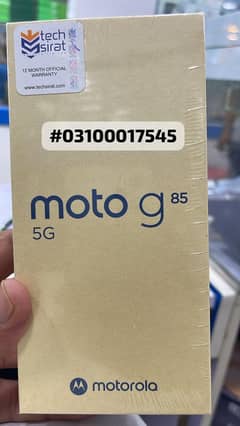 tech
sirat
12 MONTH OFFICIAL
WARRANTY
www.techsirat.com
#03100017545
moto g 85
5G
motorola